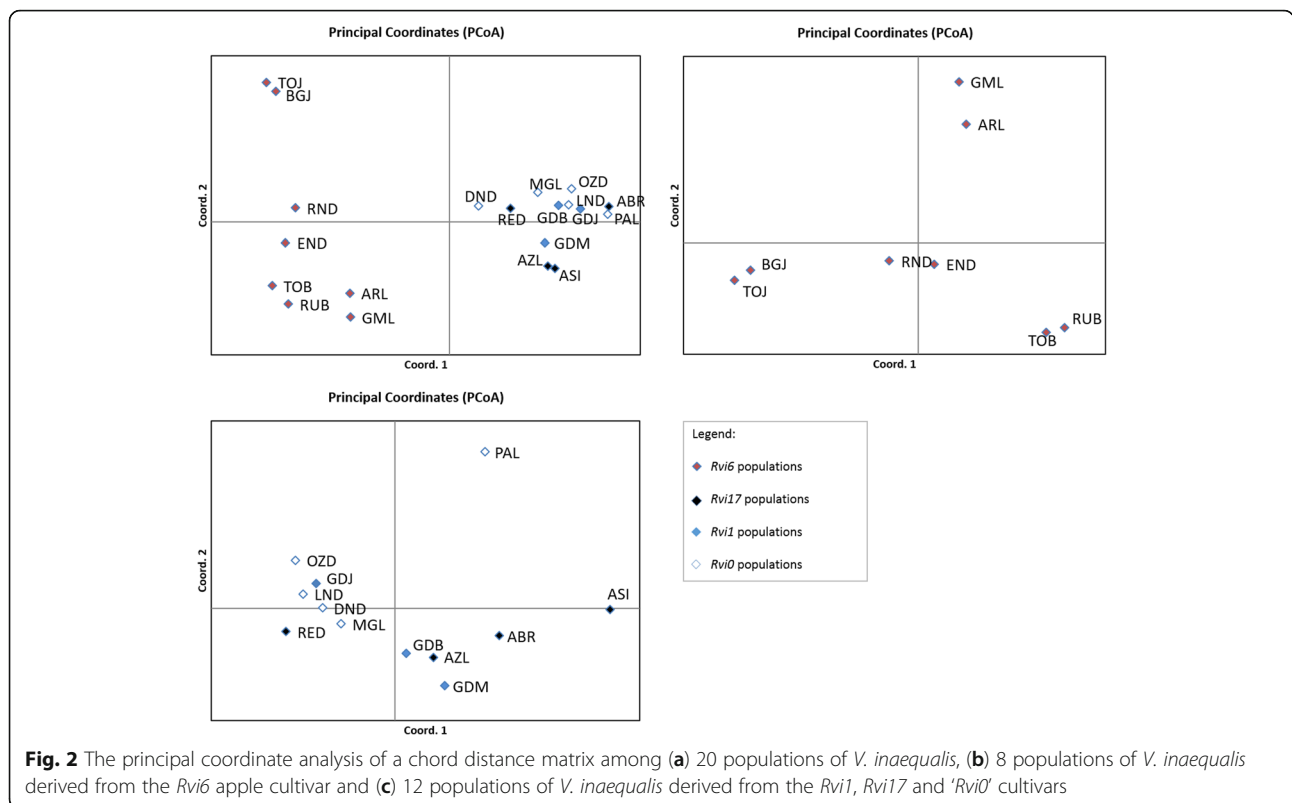 Principal Coordinates (PCoA)
TOJ
BGJ
RND
END
TOB
RUB
ARL
GML
DND
MGL
OZD
RED
GDB
LND
GDJ
ABR
PAL
GDM
AZL
ASI
Coord. 2
Coord. 1
Principal Coordinates (PCoA)
GML
ARL
BGJ
TOJ
RND
END
RUB
TOB
Coord. 2
Coord. 1
Principal Coordinates (PCoA)
PAL
OZD
GDJ
LND
DND
MGL
RED
ASI
ABR
GDB
AZL
GDM
Coord. 2
Coord. 1
Legend:
Rvi6 populations
Rvi17 populations
Rvi1 populations
Rvi0 populations
Fig. 2 The principal coordinate analysis of a chord distance matrix among (a) 20 populations of V. inaequalis, (b) 8 populations of V. inaequalis
derived from the Rvi6 apple cultivar and (c) 12 populations of V. inaequalis derived from the Rvi1, Rvi17 and ‘Rvi0’ cultivars